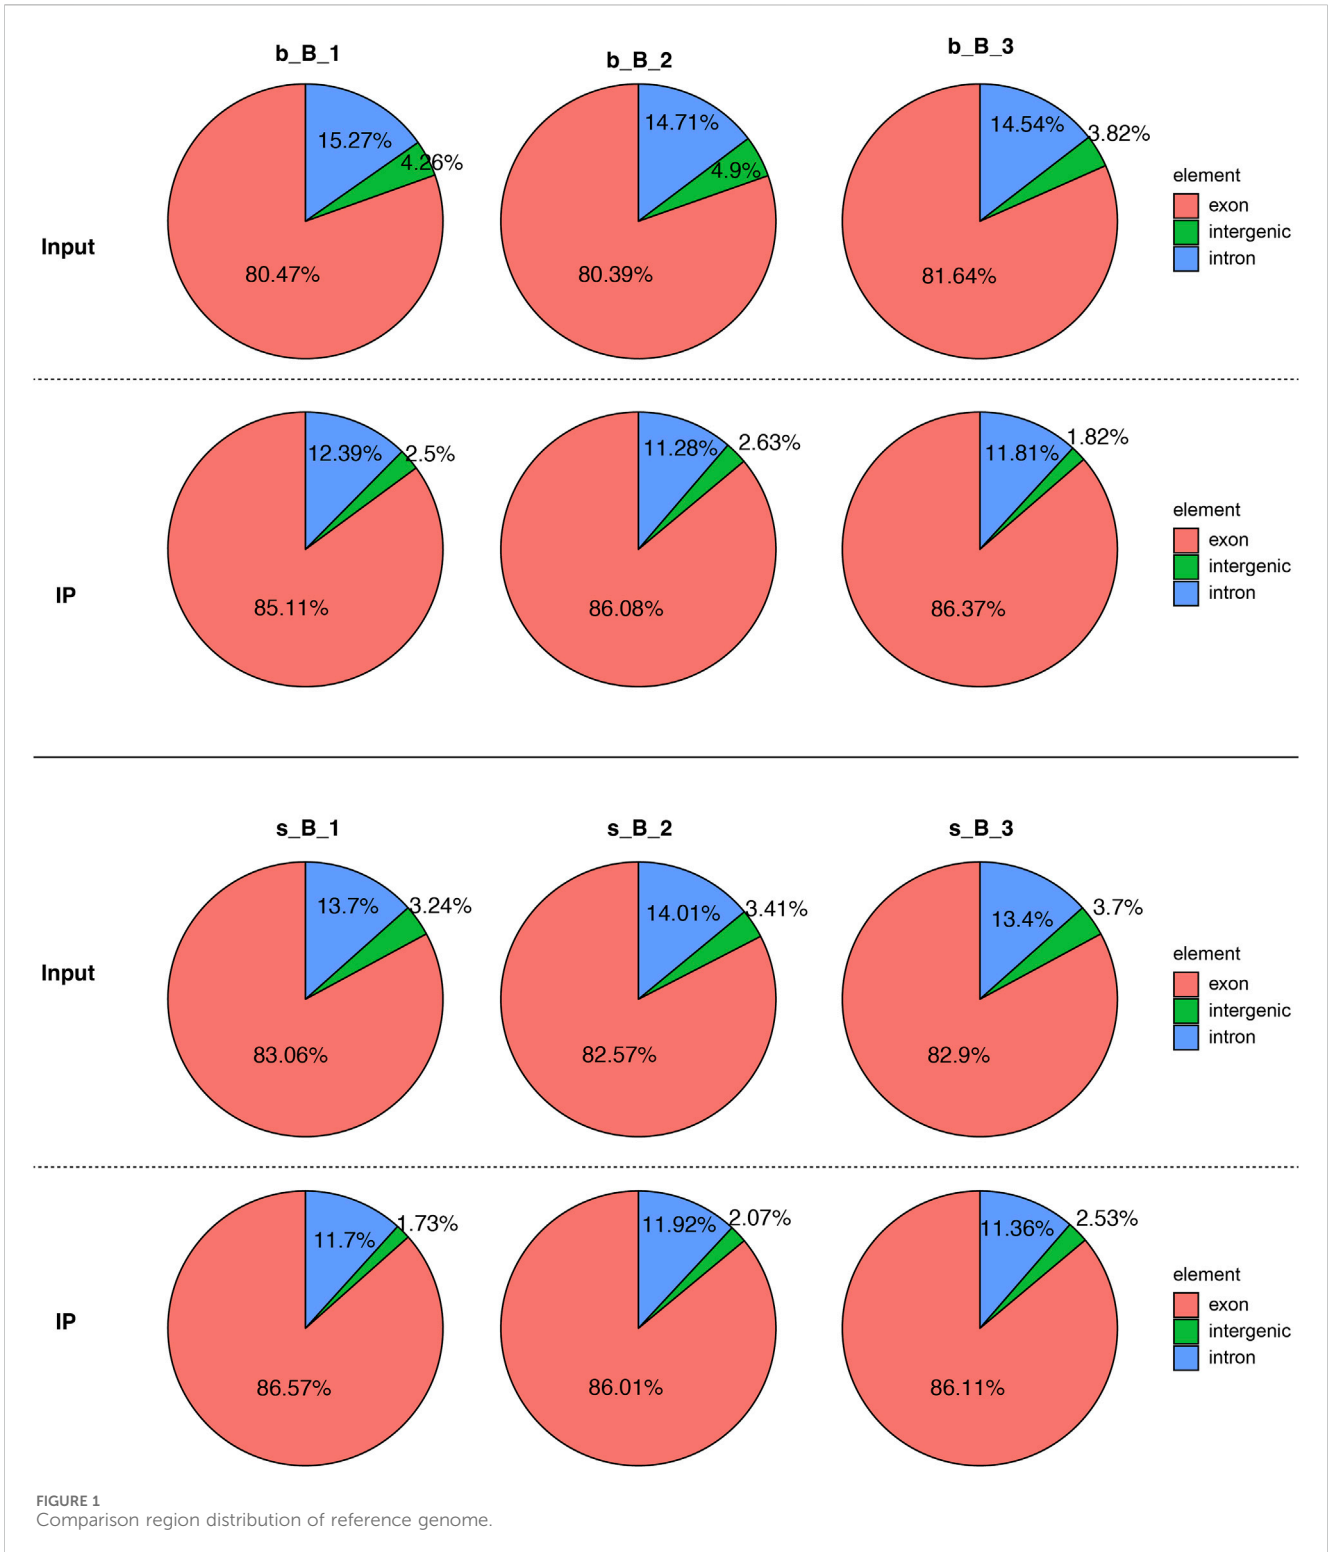 b_B_1
b_B_2
b_B_3
15.27%
4.26%
80.47%
14.71%
4.9%
80.39%
14.54%
3.82%
81.64%
Input
element
exon
intergenic
intron
12.39%
2.5%
85.11%
11.28%
2.63%
86.08%
11.81%
1.82%
86.37%
IP
element
exon
intergenic
intron
s_B_1
s_B_2
s_B_3
13.7%
3.24%
83.06%
14.01%
3.41%
82.57%
13.4%
3.7%
82.9%
Input
element
exon
intergenic
intron
11.7%
1.73%
86.57%
11.92%
2.07%
86.01%
11.36%
2.53%
86.11%
IP
element
exon
intergenic
intron
FIGURE 1
Comparison region distribution of reference genome.